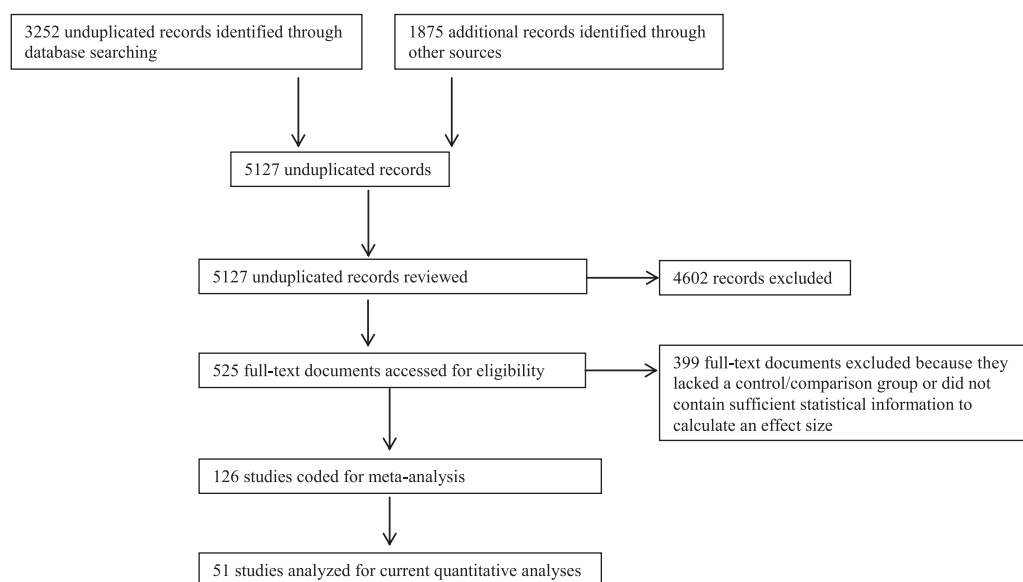 3252 unduplicated records identified through
database searching
1875 additional records identified through
other sources
5127 unduplicated records
5127 unduplicated records reviewed
4602 records excluded
525 full-text documents accessed for eligibility
399 full-text documents excluded because they
lacked a control/comparison group or did not
contain sufficient statistical information to
calculate an effect size
126 studies coded for meta-analysis
51 studies analyzed for current quantitative analyses